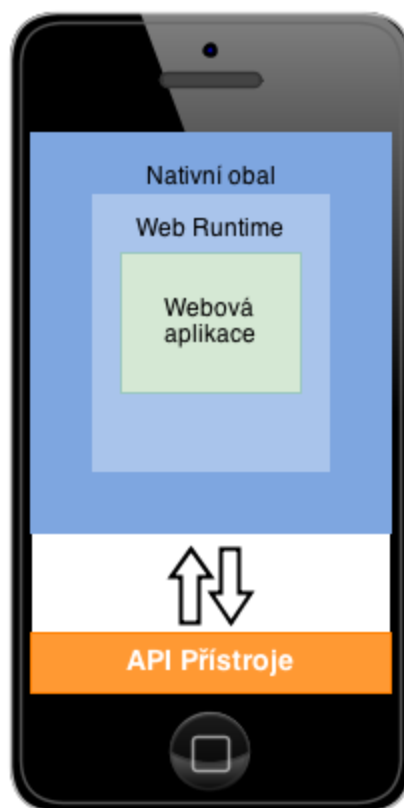 Nativní obal
Web Runtime
Webová
aplikace
API Přístroje